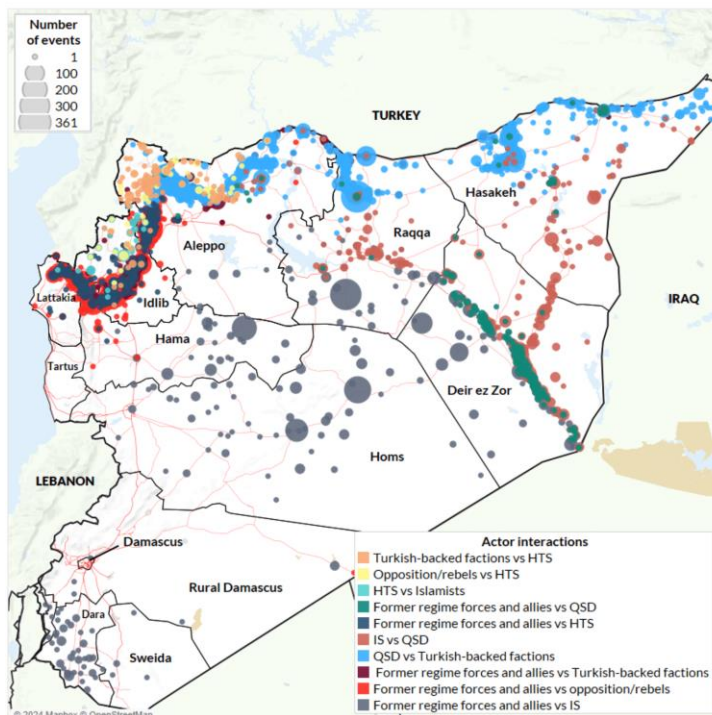 Number
of events
1
100
200
300
361
TURKEY
Hasakeh
Raqqa
Aleppo
IRAQ
Idlib
Lattakia
Hama
Tartus
Deir ez Zor
Homs
LEBANON
Damascus
Rural Damascus
Dara
Sweida
Actor interactions
Turkish-backed factions vs HTS
Opposition/rebels vs HTS
HTS vs Islamists
Former regime forces and allies vs QSD
Former regime forces and allies vs HTS
IS vs QSD
QSD vs Turkish-backed factions
Former regime forces and allies vs Turkish-backed factions
Former regime forces and allies vs opposition/rebels
Former regime forces and allies vs IS
© 2024 Mapbox © OpenStreetMap